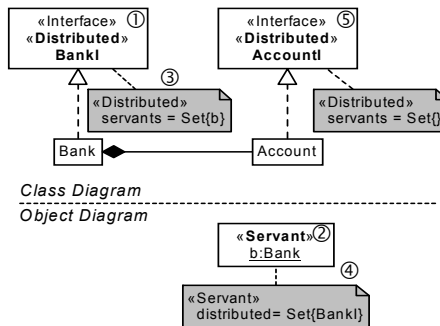 «Interface» ①
«Distributed»
BankI
«Interface» ⑤
«Distributed»
AccountI
③
«Distributed»
servants = Set{b}
«Distributed»
servants = Set{}
Bank
Account
Class Diagram
Object Diagram
«Servant» ②
b:Bank
④
«Servant»
distributed= Set{BankI}